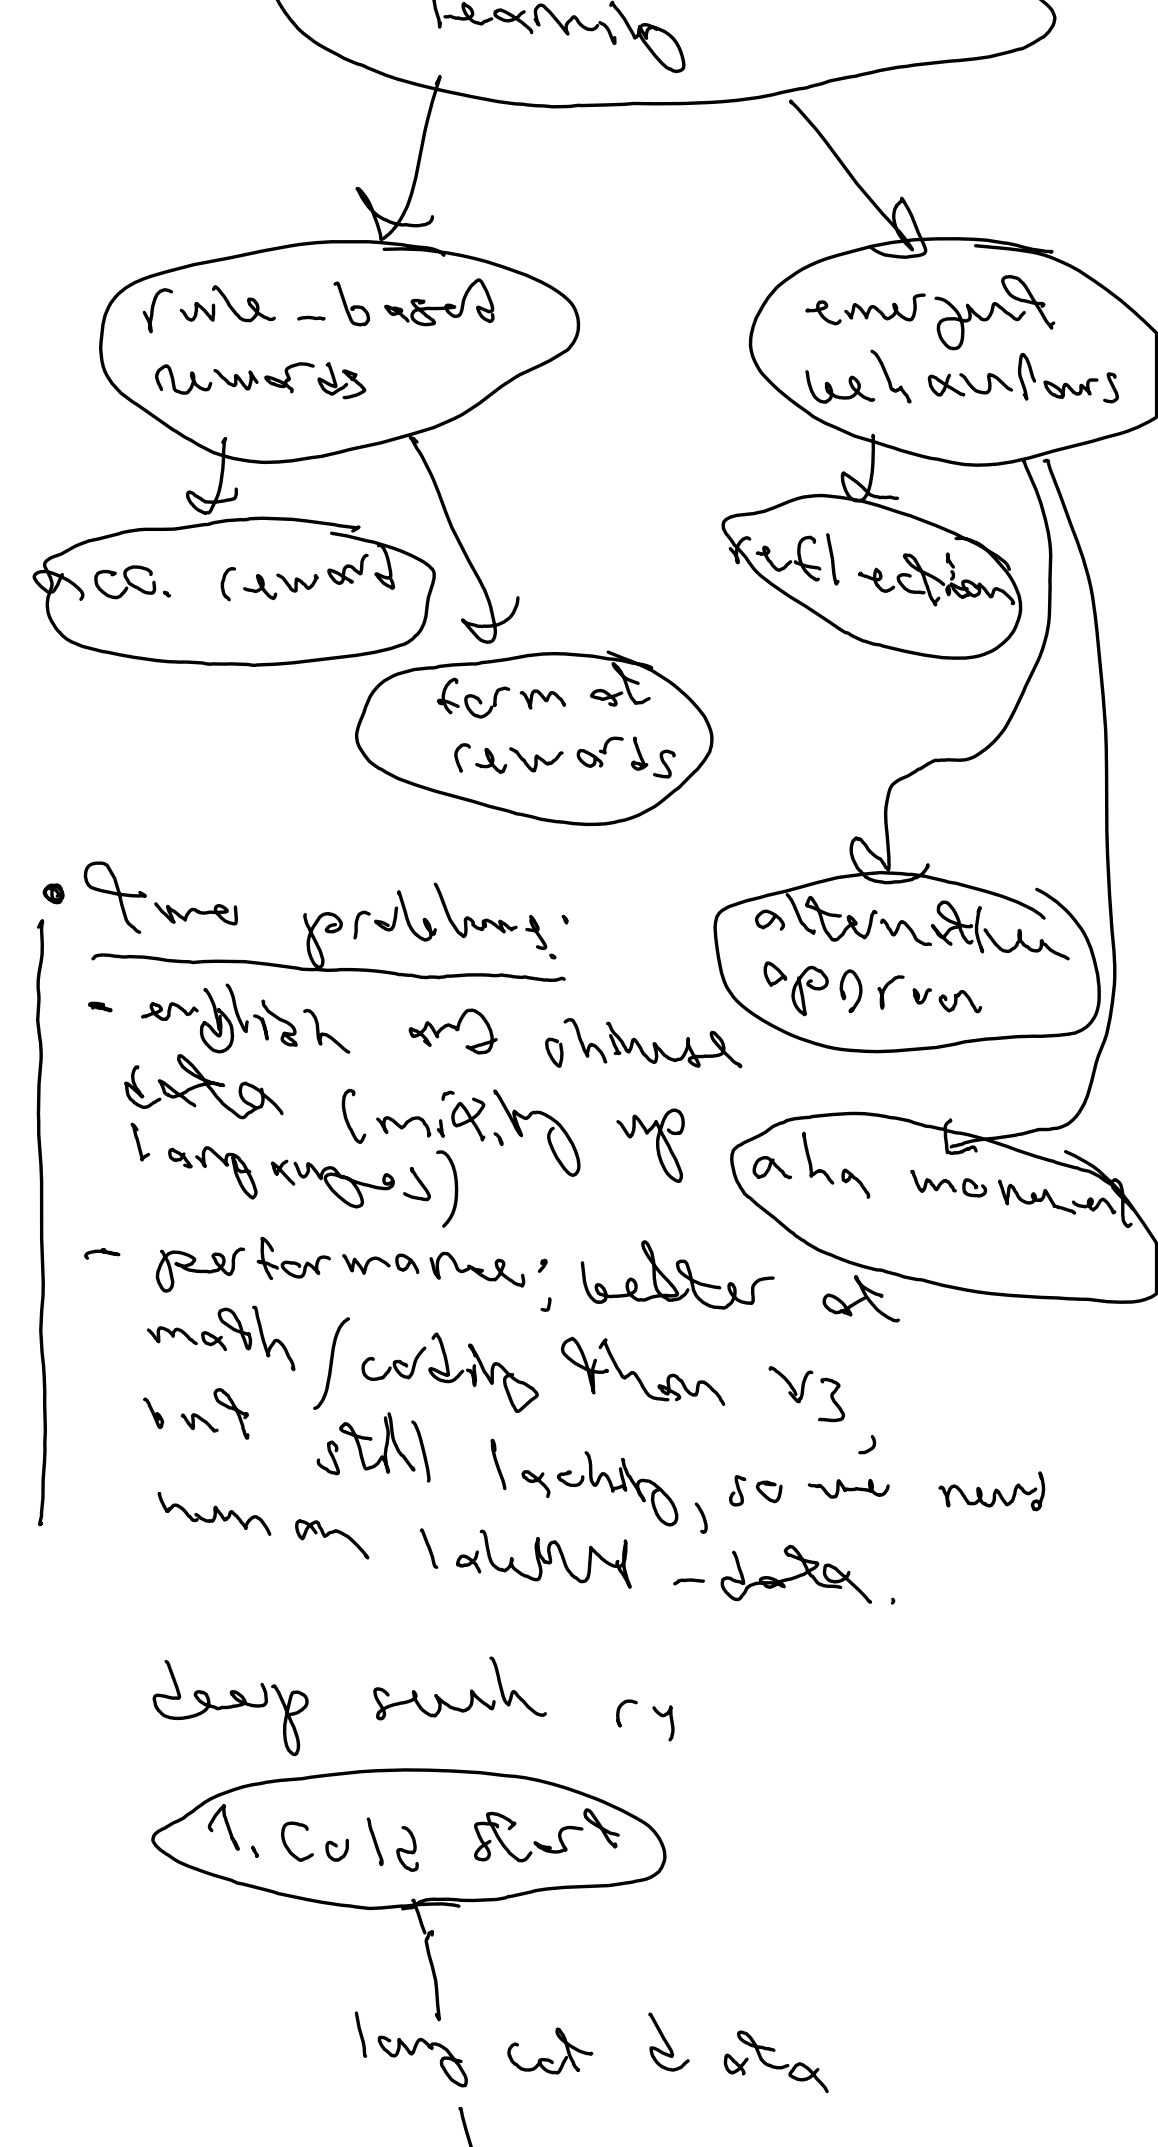 learning
rule-based
rewards
emergent
behaviours
acc. reward
reflection
format
rewards
two problems:
alternative
- english and chinese
data (mixing up
languages)
aha moment
- performance; better at
math/coding than v3,
but still lacking, so we need
human labelled-data.
deep seek r1
1. Cold start
long cot data